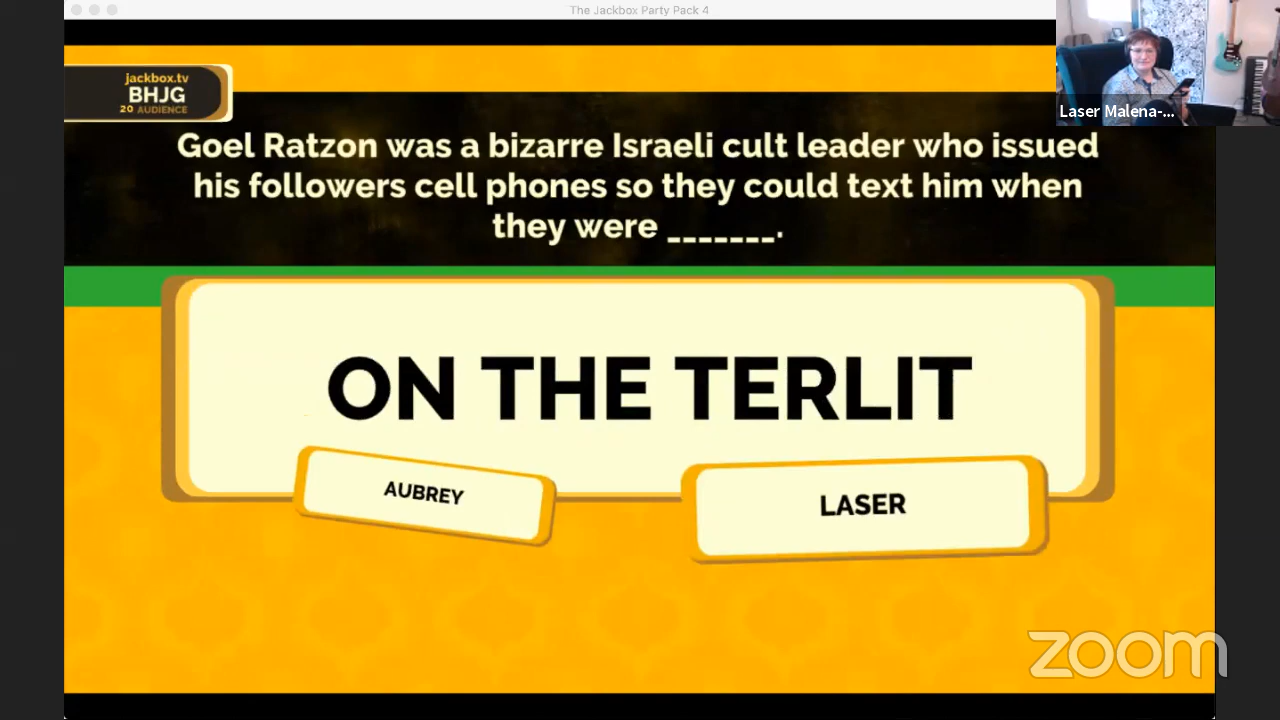 The Jackbox Party Pack 4
jackbox.tv
BHJG
20 AUDIENCE
Laser Malena-...
Goel Ratzon was a bizarre Israeli cult leader who issued
his followers cell phones so they could text him when
they were _______.
ON THE TERLIT
AUBREY
LASER
zoom